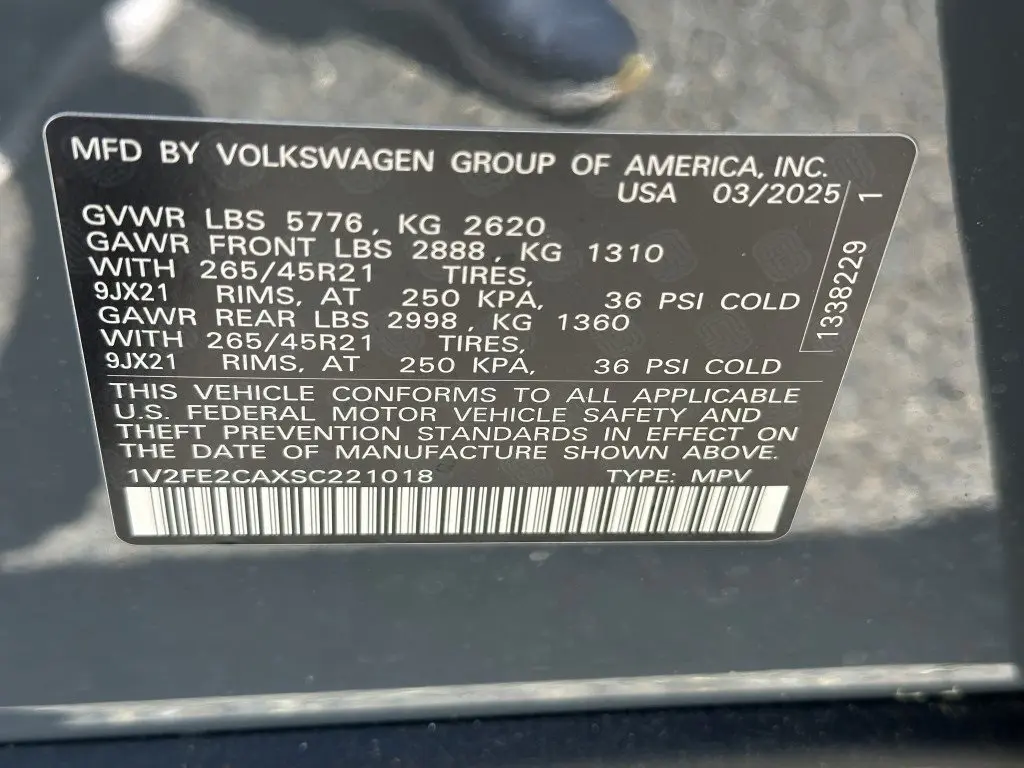 MFD BY VOLKSWAGEN GROUP OF AMERICA, INC.
USA 03/2025
GVWR LBS 5776, KG 2620
GAWR FRONT LBS 2888, KG 1310
WITH 265/45R21 TIRES,
9JX21 RIMS, AT 250 KPA, 36 PSI COLD
GAWR REAR LBS 2998, KG 1360
WITH 265/45R21 TIRES,
9JX21 RIMS, AT 250 KPA, 36 PSI COLD
THIS VEHICLE CONFORMS TO ALL APPLICABLE
U.S. FEDERAL MOTOR VEHICLE SAFETY AND
THEFT PREVENTION STANDARDS IN EFFECT ON
THE DATE OF MANUFACTURE SHOWN ABOVE.
1V2FE2CAXSC221018 TYPE: MPV
1338229 1